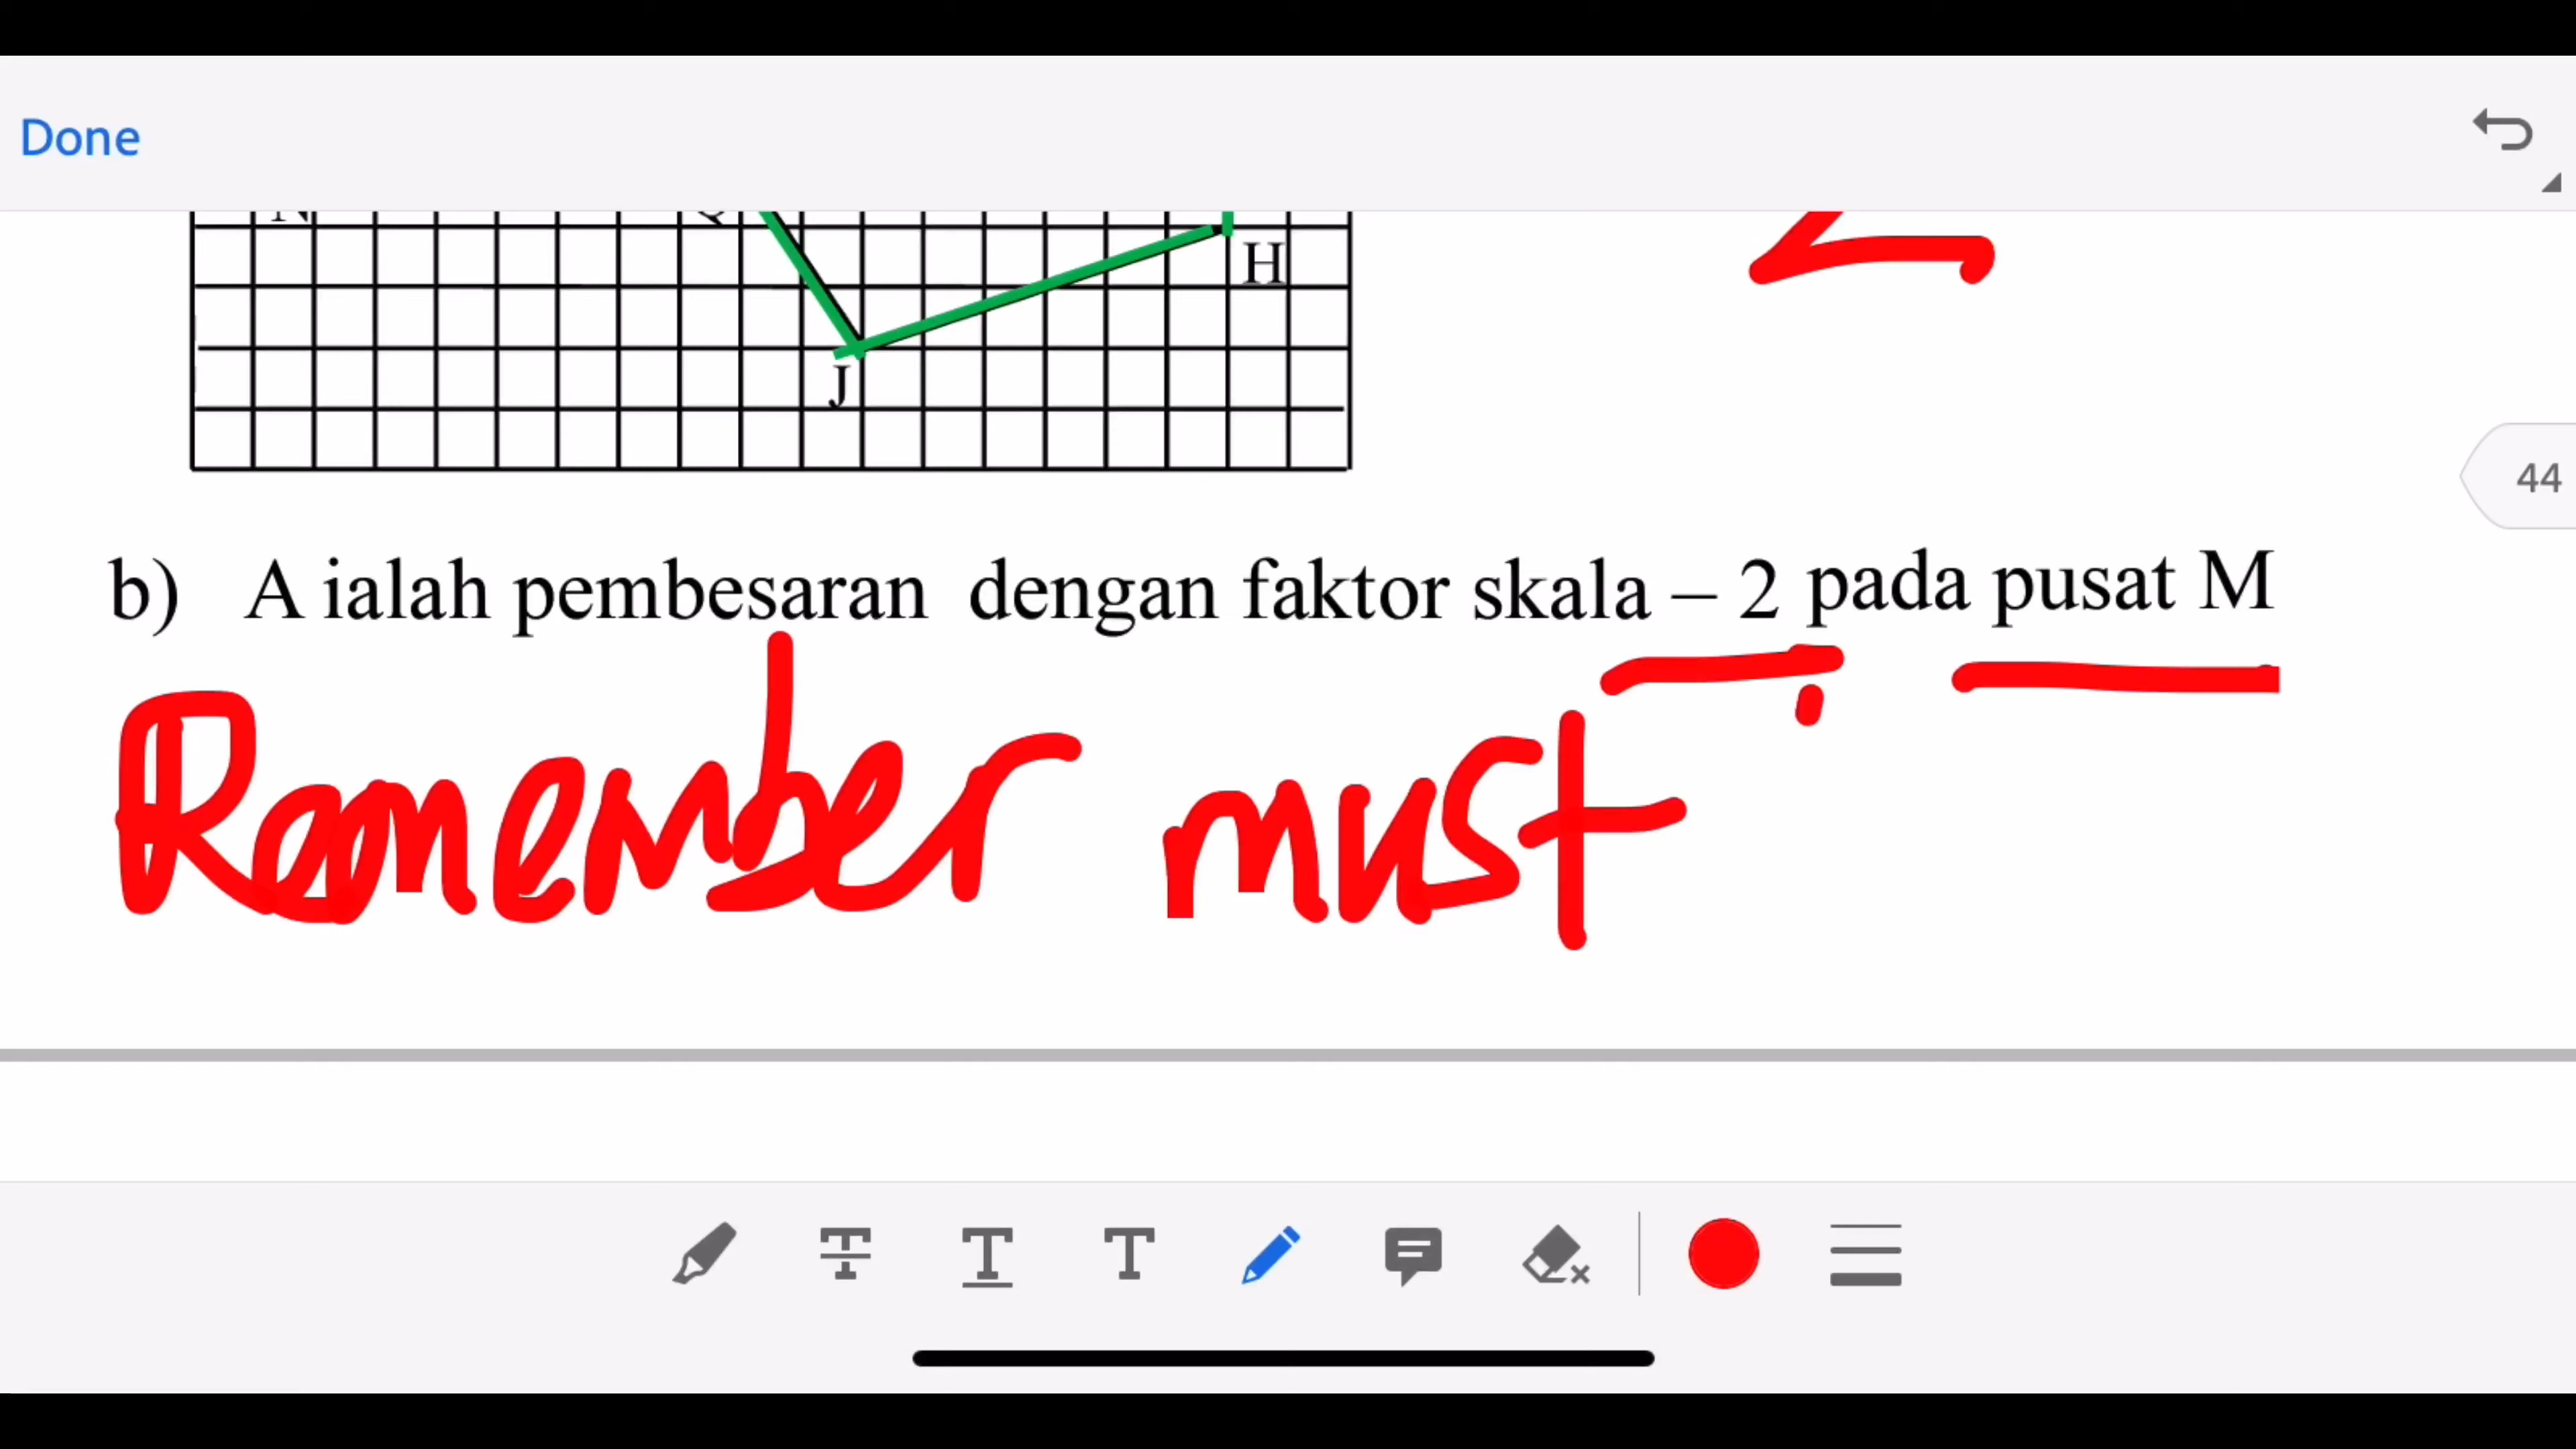 Done
N Q
H
J
44
b) A ialah pembesaran dengan faktor skala – 2 pada pusat M
Remember must